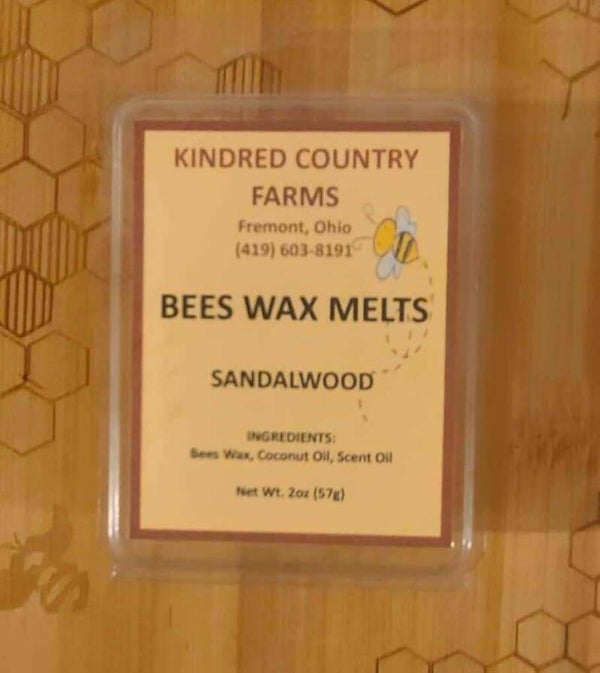 KINDRED COUNTRY
FARMS
Fremont, Ohio
(419) 603-8191
BEES WAX MELTS
SANDALWOOD
INGREDIENTS:
Bees Wax, Coconut Oil, Scent Oil
Net Wt. 2oz (57g)